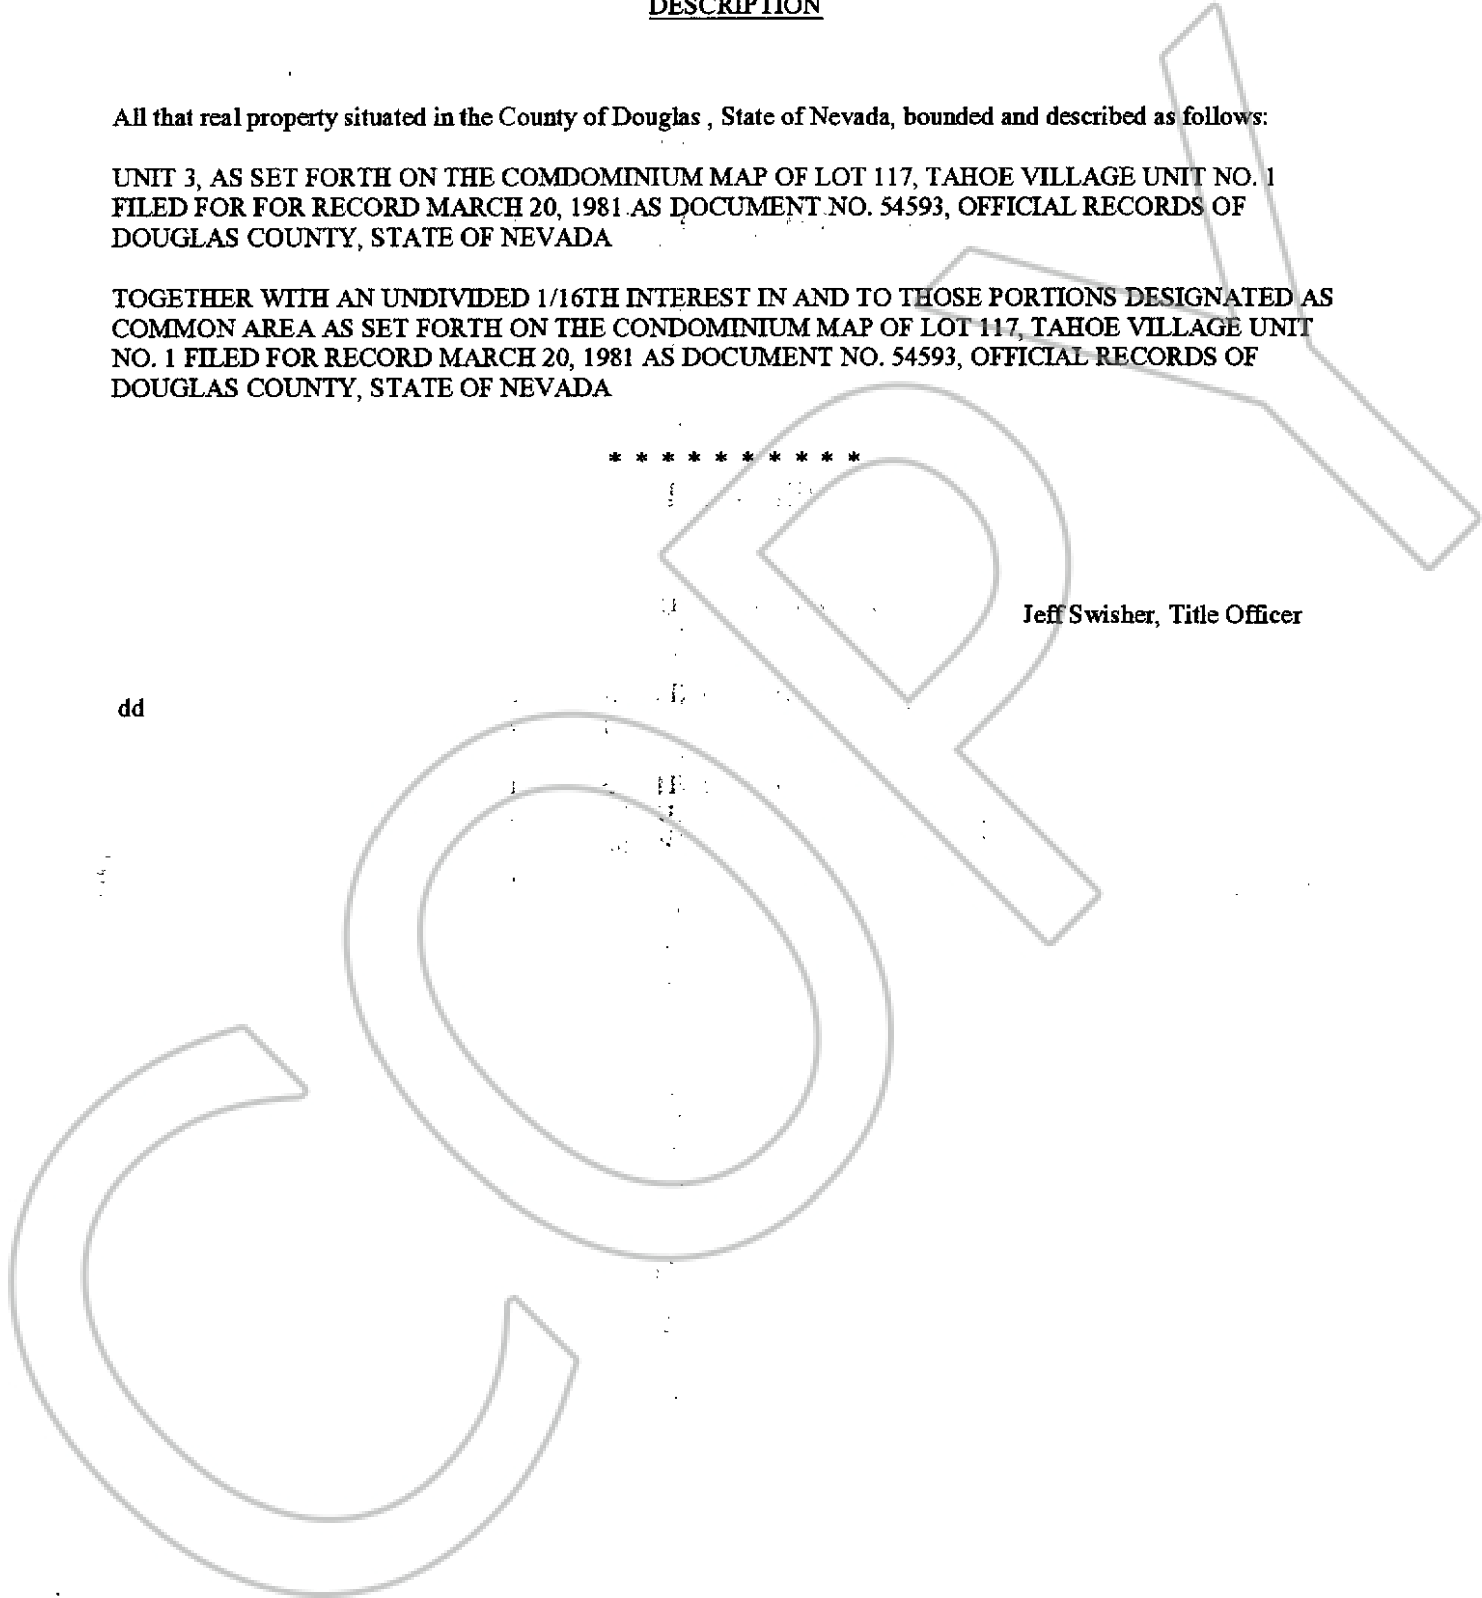 DESCRIPTION
All that real property situated in the County of Douglas , State of Nevada, bounded and described as follows:
UNIT 3, AS SET FORTH ON THE COMDOMINIUM MAP OF LOT 117, TAHOE VILLAGE UNIT NO. 1
FILED FOR FOR RECORD MARCH 20, 1981 AS DOCUMENT NO. 54593, OFFICIAL RECORDS OF
DOUGLAS COUNTY, STATE OF NEVADA
TOGETHER WITH AN UNDIVIDED 1/16TH INTEREST IN AND TO THOSE PORTIONS DESIGNATED AS
COMMON AREA AS SET FORTH ON THE CONDOMINIUM MAP OF LOT 117, TAHOE VILLAGE UNIT
NO. 1 FILED FOR RECORD MARCH 20, 1981 AS DOCUMENT NO. 54593, OFFICIAL RECORDS OF
DOUGLAS COUNTY, STATE OF NEVADA
* * * * * * * * * *
Jeff Swisher, Title Officer
dd
COPY